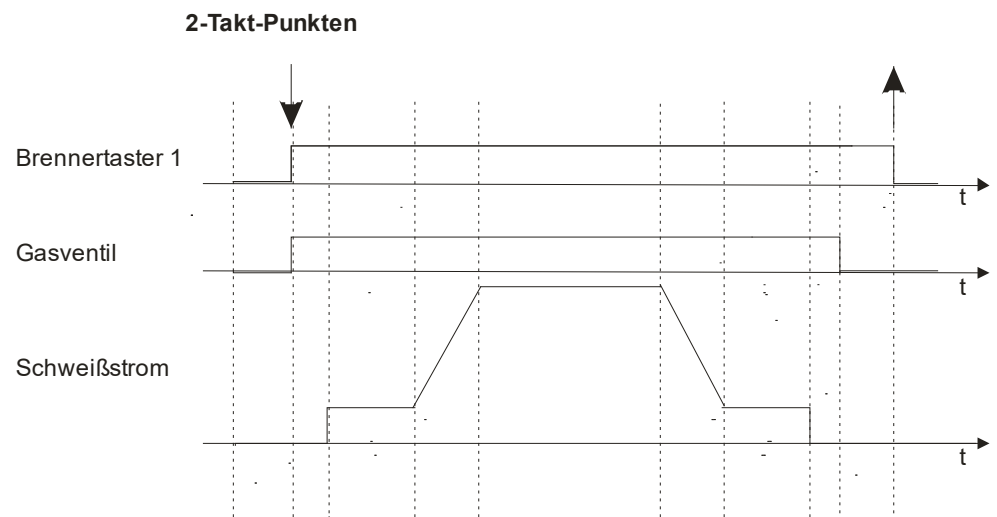 2-Takt-Punkten
Brennertaster 1
t
Gasventil
t
Schweißstrom
t